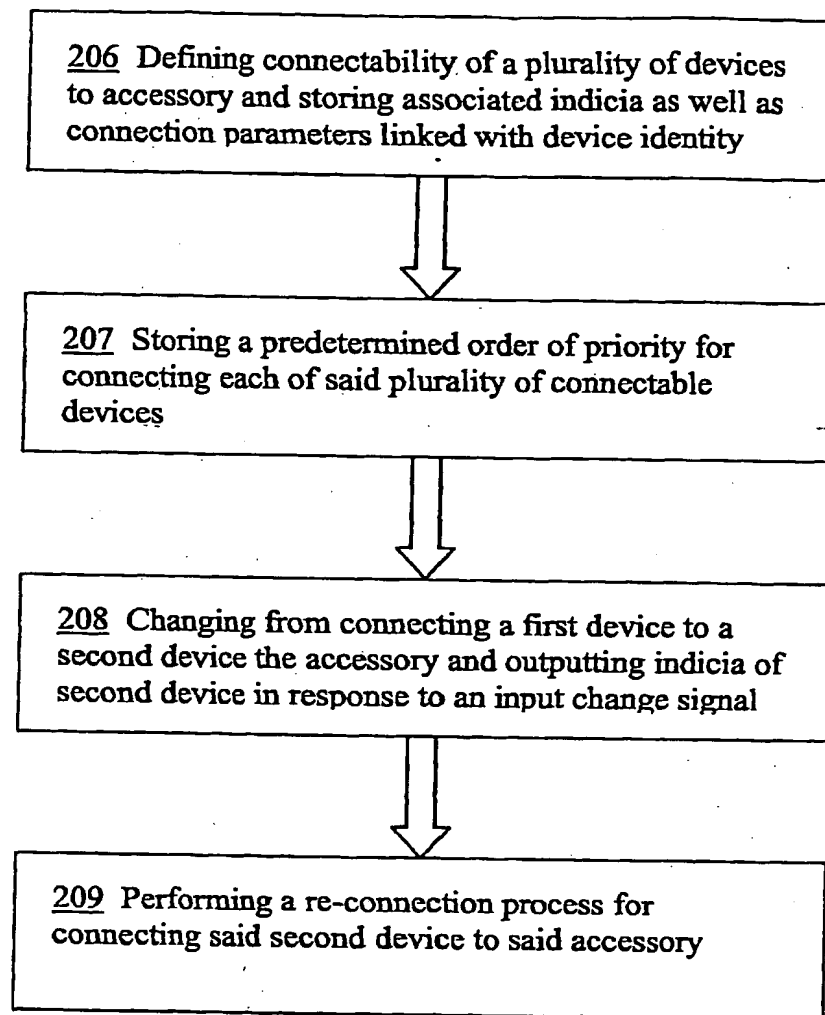 206 Defining connectability of a plurality of devices
to accessory and storing associated indicia as well as
connection parameters linked with device identity
207 Storing a predetermined order of priority for
connecting each of said plurality of connectable
devices
208 Changing from connecting a first device to a
second device the accessory and outputting indicia of
second device in response to an input change signal
209 Performing a re-connection process for
connecting said second device to said accessory